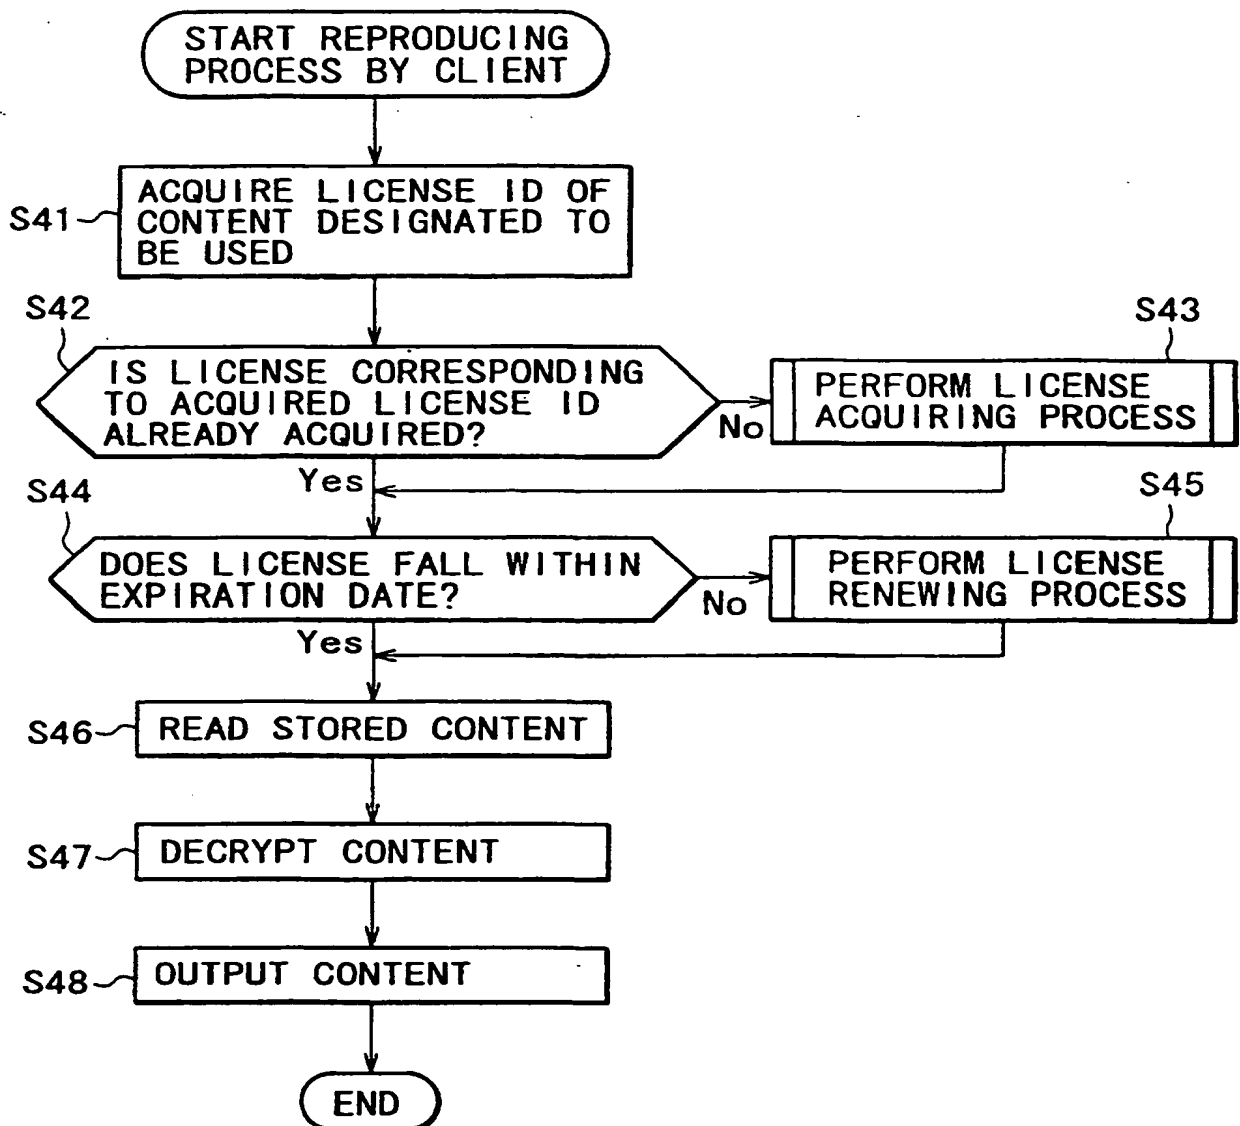 START REPRODUCING
PROCESS BY CLIENT
S41
ACQUIRE LICENSE ID OF
CONTENT DESIGNATED TO
BE USED
S42
IS LICENSE CORRESPONDING
TO ACQUIRED LICENSE ID
ALREADY ACQUIRED?
No
S43
PERFORM LICENSE
ACQUIRING PROCESS
Yes
S44
DOES LICENSE FALL WITHIN
EXPIRATION DATE?
No
S45
PERFORM LICENSE
RENEWING PROCESS
Yes
S46
READ STORED CONTENT
S47
DECRYPT CONTENT
S48
OUTPUT CONTENT
END